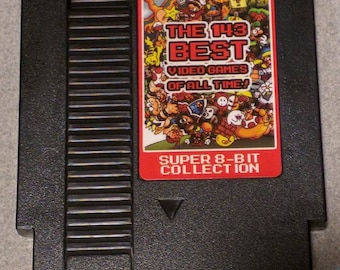 THE 143
BEST
VIDEO GAMES
OF ALL TIME!
SUPER 8-BIT
COLLECTION